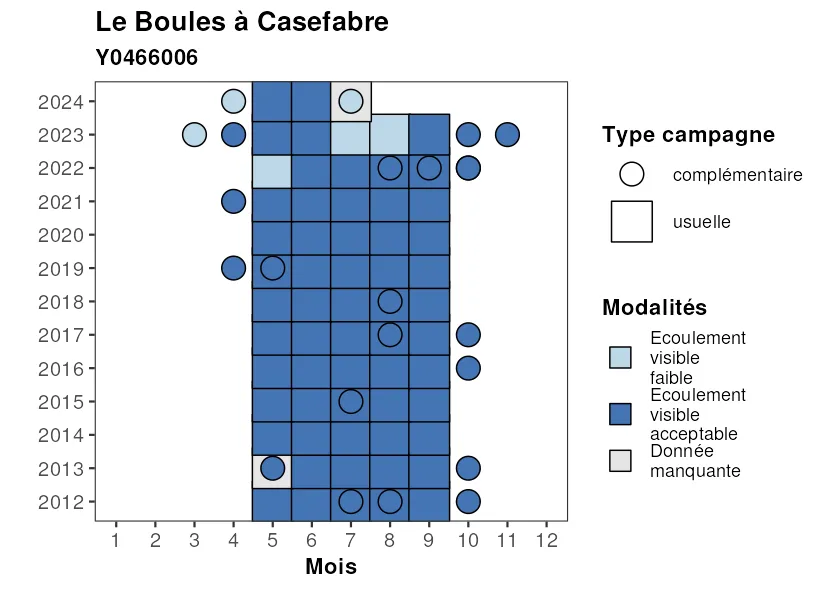 Le Boules à Casefabre
Y0466006
2024
2023
2022
2021
2020
2019
2018
2017
2016
2015
2014
2013
2012
1 2 3 4 5 6 7 8 9 10 11 12
Mois
Type campagne
complémentaire
usuelle
Modalités
Ecoulement
visible
faible
Ecoulement
visible
acceptable
Donnée
manquante